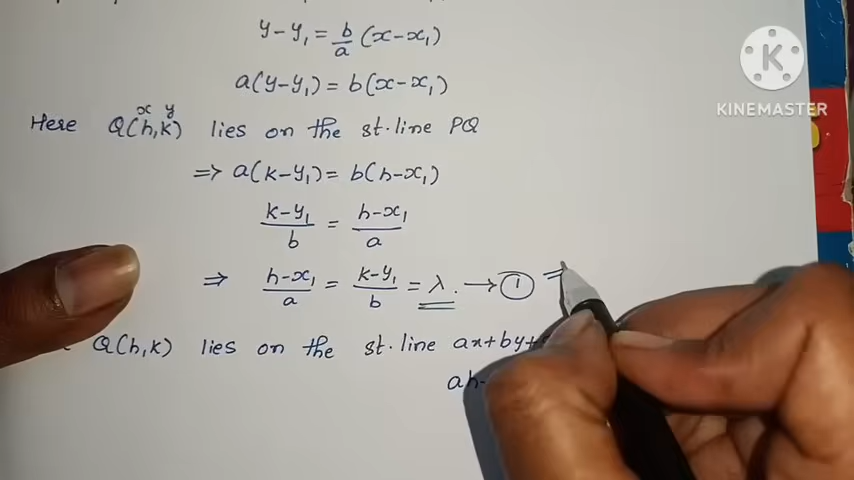 y-y₁ = b/a (x-x₁)
a(y-y₁) = b(x-x₁)
x y
Here Q(h,k) lies on the st.line PQ
⇒ a(k-y₁) = b(h-x₁)
(k-y₁)/b = (h-x₁)/a
⇒ (h-x₁)/a = (k-y₁)/b = λ. → ①
Q(h,k) lies on the st.line ax+by+
ah
K
KINEMASTER